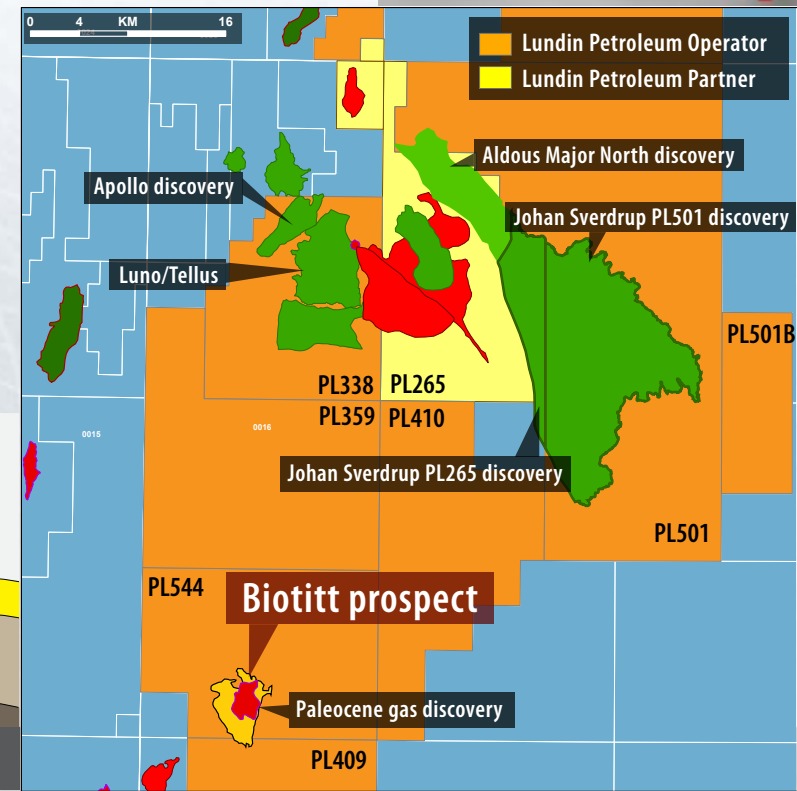 0 4 KM 16
Lundin Petroleum Operator
Lundin Petroleum Partner
Aldous Major North discovery
Apollo discovery
Johan Sverdrup PL501 discovery
Luno/Tellus
PL501B
PL338 PL265
PL359 PL410
0015
0016
Johan Sverdrup PL265 discovery
PL501
PL544
Biotitt prospect
Paleocene gas discovery
PL409